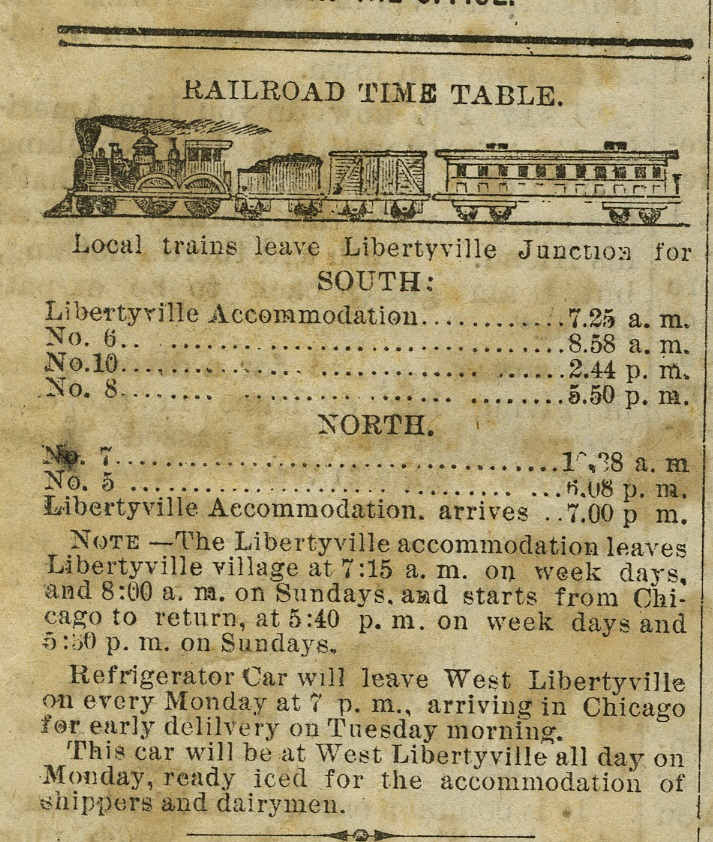 RAILROAD TIME TABLE.
Local trains leave Libertyville Junction for
SOUTH:
Libertyville Accommodation............7.25 a. m.
No. 6.. ..............................8.58 a. m.
No.10.................................2.44 p. m.
No. 8....... .... ........ ... .......5.50 p. m.
NORTH.
No. 7................................. a. m
No. 5 ............................ ...6.08 p. m.
Libertyville Accommodation. arrives ..7.00 p m.
NOTE —The Libertyville accommodation leaves
Libertyville village at 7:15 a. m. on week days,
and 8:00 a. m. on Sundays, and starts from Chi-
cago to return, at 5:40 p. m. on week days and
p. m. on Sundays.
Refrigerator Car will leave West Libertyville
on every Monday at 7 p. m., arriving in Chicago
for early delilvery on Tuesday morning.
This car will be at West Libertyville all day on
Monday, ready iced for the accommodation of
shippers and dairymen.